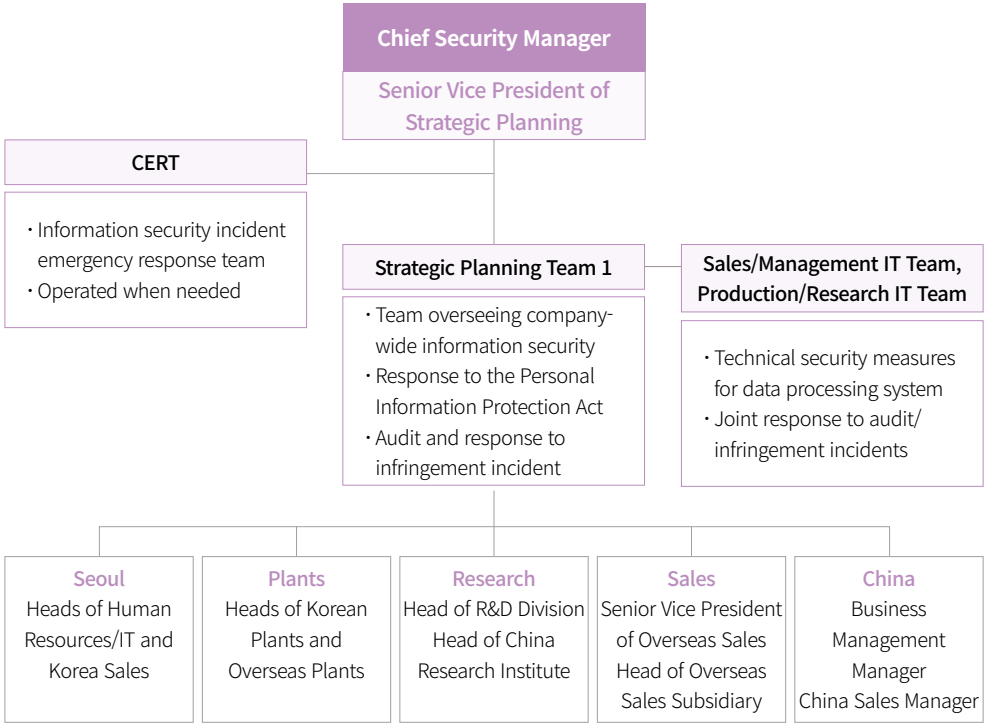 Chief Security Manager
Senior Vice President of
Strategic Planning
CERT
· Information security incident
emergency response team
· Operated when needed
Strategic Planning Team 1
· Team overseeing company-
wide information security
· Response to the Personal
Information Protection Act
· Audit and response to
infringement incident
Sales/Management IT Team,
Production/Research IT Team
· Technical security measures
for data processing system
· Joint response to audit/
infringement incidents
Seoul
Heads of Human
Resources/IT and
Korea Sales
Plants
Heads of Korean
Plants and
Overseas Plants
Research
Head of R&D Division
Head of China
Research Institute
Sales
Senior Vice President
of Overseas Sales
Head of Overseas
Sales Subsidiary
China
Business
Management
Manager
China Sales Manager